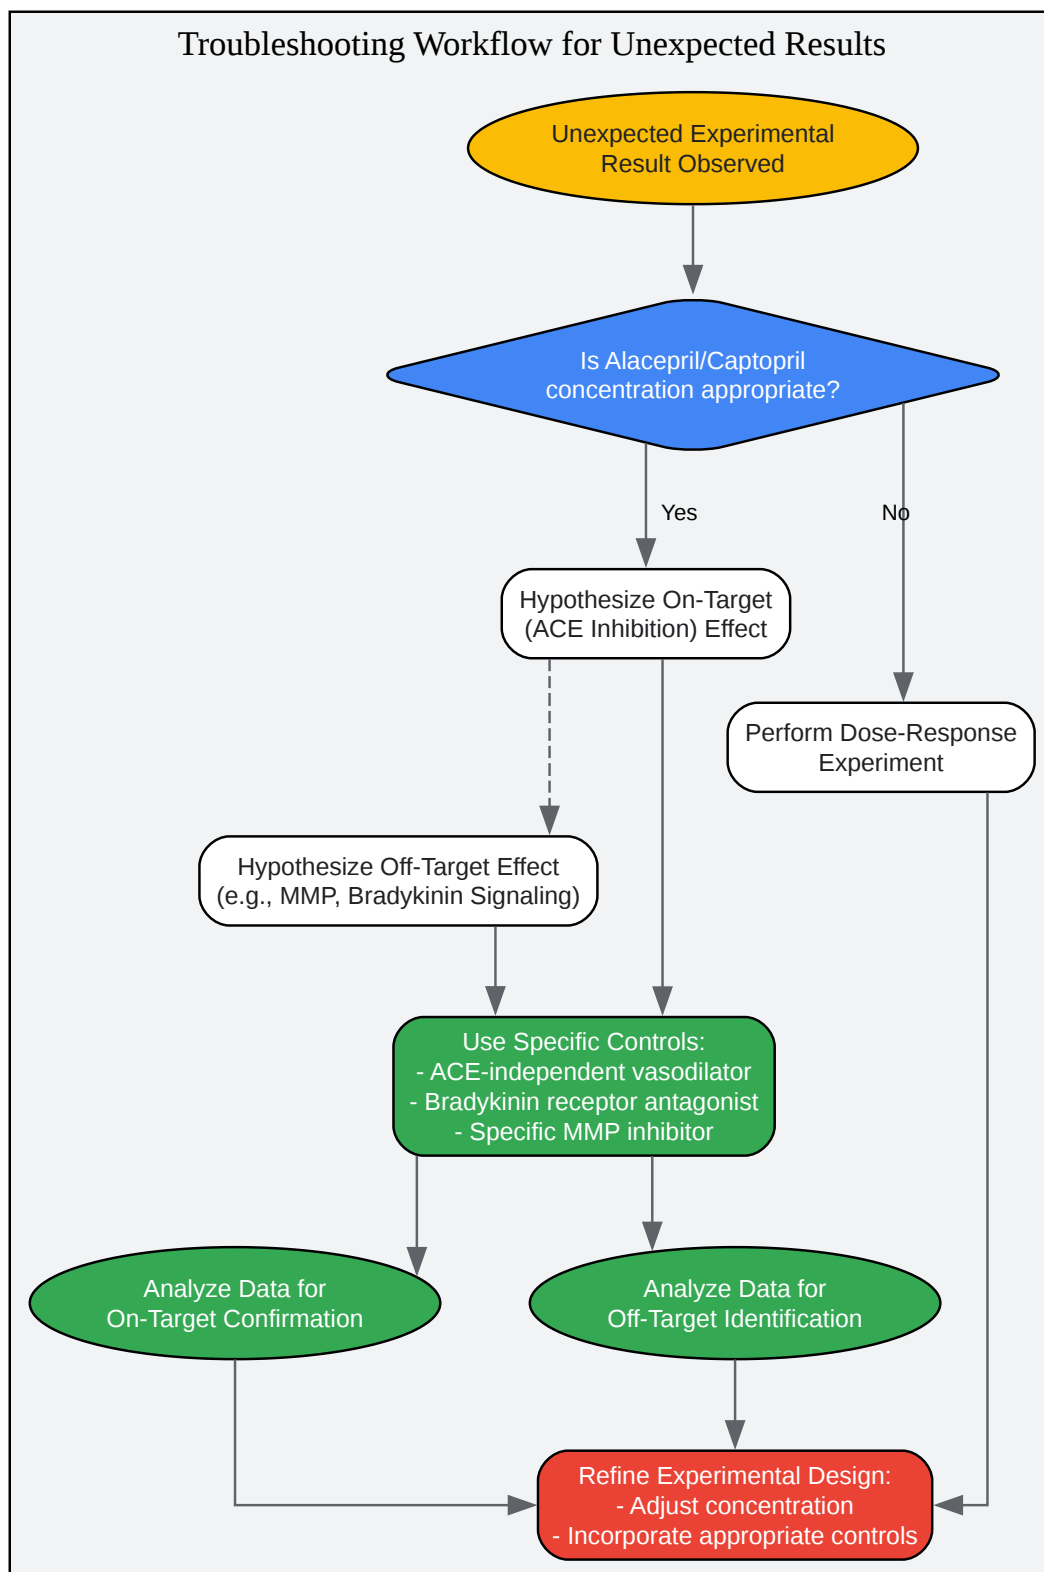 Troubleshooting Workflow for Unexpected Results
Unexpected Experimental
Result Observed
Is Alacepril/Captopril
concentration appropriate?
Yes
No
Hypothesize On-Target
(ACE Inhibition) Effect
Perform Dose-Response
Experiment
Hypothesize Off-Target Effect
(e.g., MMP, Bradykinin Signaling)
Use Specific Controls:
- ACE-independent vasodilator
- Bradykinin receptor antagonist
- Specific MMP inhibitor
Analyze Data for
On-Target Confirmation
Analyze Data for
Off-Target Identification
Refine Experimental Design:
- Adjust concentration
- Incorporate appropriate controls